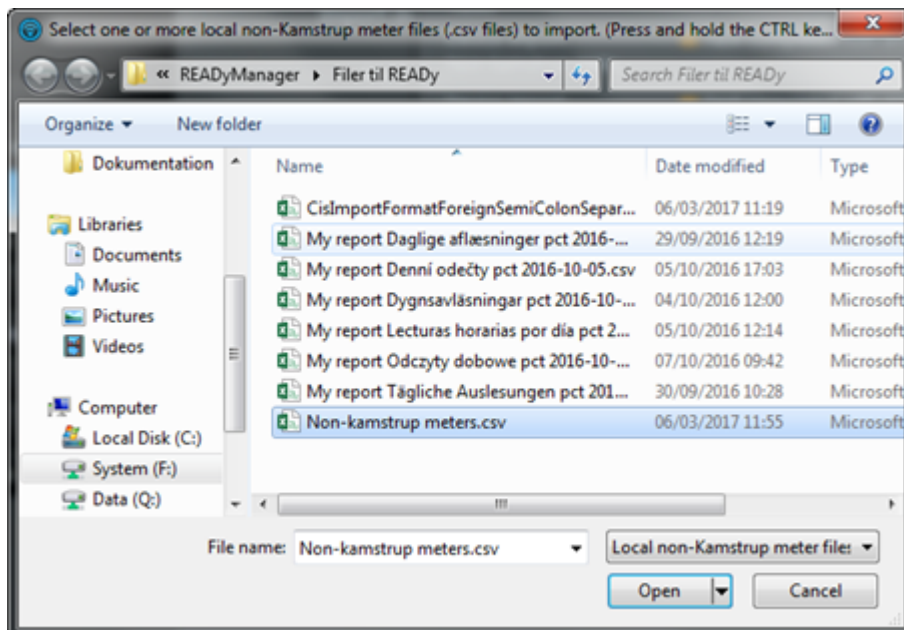 Select one or more local non-Kamstrup meter files (.csv files) to import. (Press and hold the CTRL ke...
« READyManager ▸ Filer til READy
Search Filer til READy
Organize
New folder
Dokumentation
Libraries
Documents
Music
Pictures
Videos
Computer
Local Disk (C:)
System (F:)
Data (Q:)
Name Date modified Type
CisImportFormatForeignSemiColonSepar... 06/03/2017 11:19 Microsoft
My report Daglige aflæsninger pct 2016-... 29/09/2016 12:19 Microsoft
My report Denní odečty pct 2016-10-05.csv 05/10/2016 17:03 Microsoft
My report Dygnsavläsningar pct 2016-10-... 04/10/2016 12:00 Microsoft
My report Lecturas horarias por día pct 2... 05/10/2016 12:14 Microsoft
My report Odczyty dobowe pct 2016-10-... 07/10/2016 09:42 Microsoft
My report Tägliche Auslesungen pct 201... 30/09/2016 10:28 Microsoft
Non-kamstrup meters.csv 06/03/2017 11:55 Microsoft
File name: Non-kamstrup meters.csv
Local non-Kamstrup meter file:
Open
Cancel